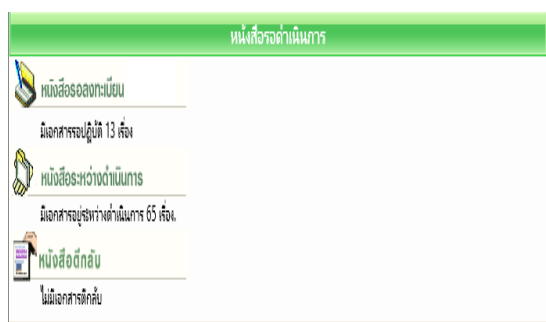 หนังสือรอดำเนินการ
หนังสือรอลงทะเบียน
มีเอกสารรอปฏิบัติ 13 เรื่อง
หนังสือระหว่างดำเนินการ
มีเอกสารอยู่ระหว่างดำเนินการ 65 เรื่อง.
หนังสือตีกลับ
ไม่มีเอกสารตีกลับ